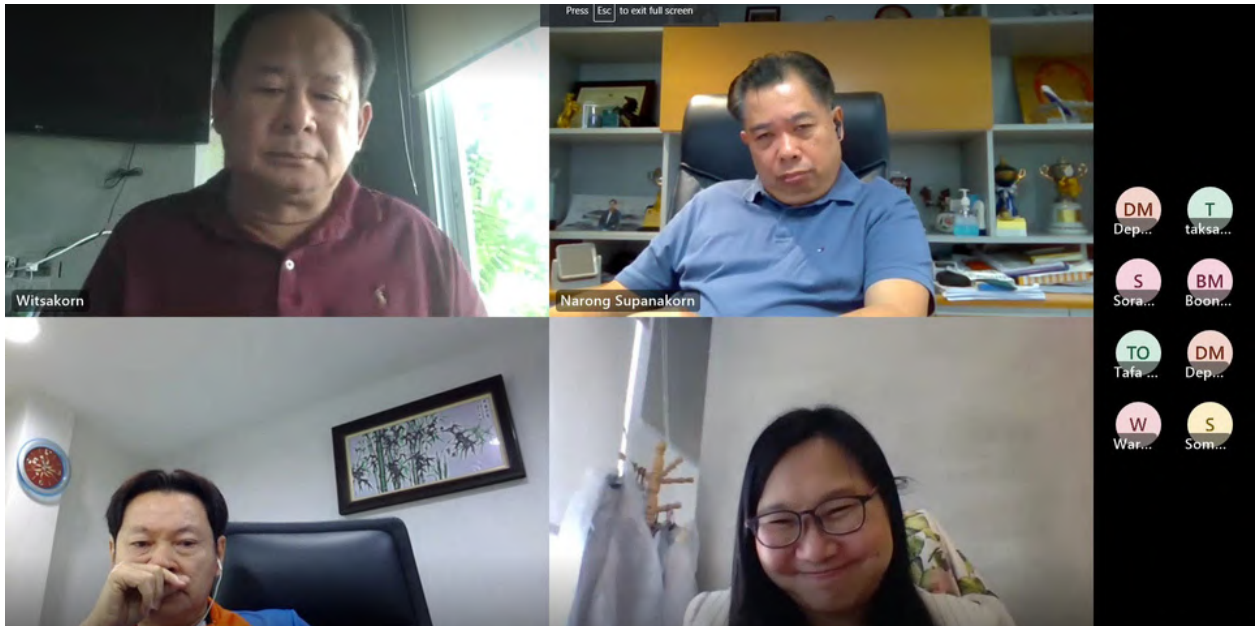 Press Esc to exit full screen
Witsakorn
Narong Supanakorn
DM
Dep...
T
taksa...
S
Sora...
BM
Boon...
TO
Tafa ...
DM
Dep...
W
War...
S
Som...